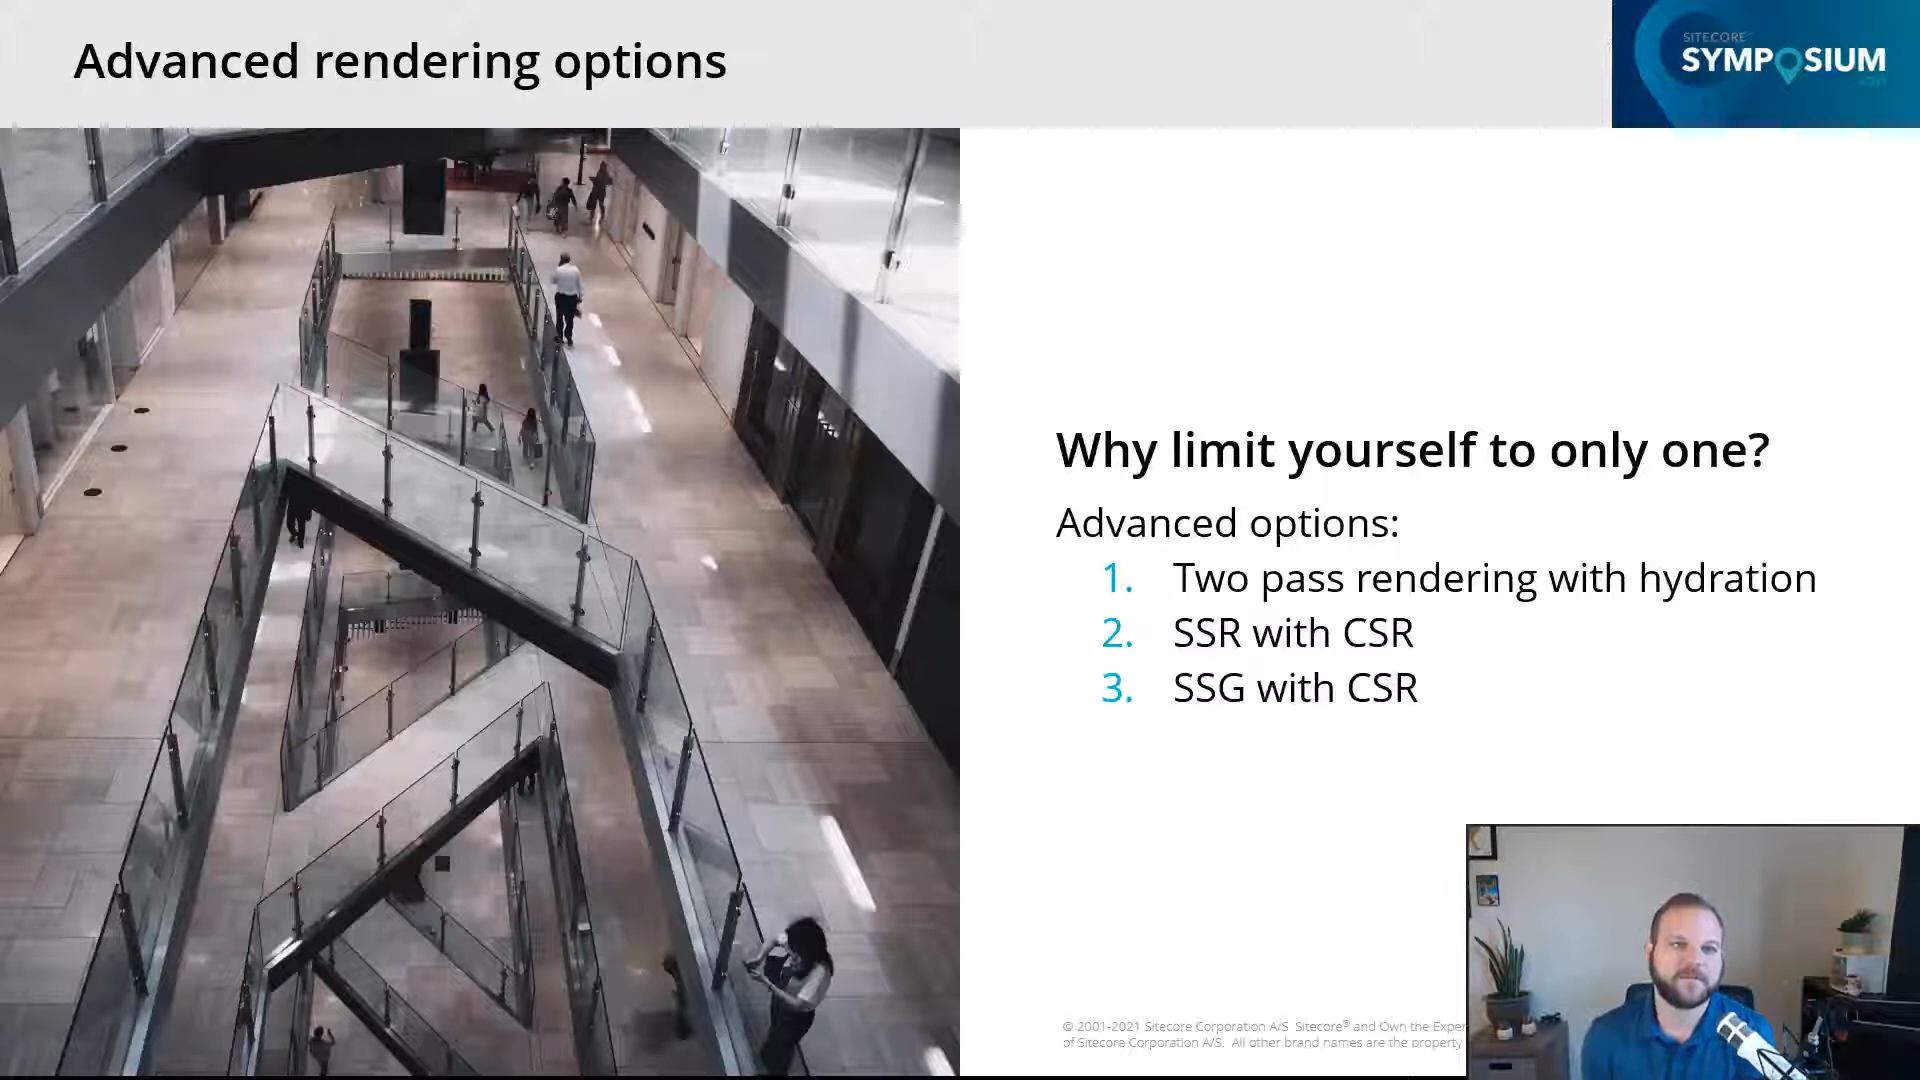 Advanced rendering options
SITECORE
SYMPOSIUM
Why limit yourself to only one?
Advanced options:
1. Two pass rendering with hydration
2. SSR with CSR
3. SSG with CSR
© 2001-2021 Sitecore Corporation A/S Sitecore® and Own the Exper
of Sitecore Corporation A/S. All other brand names are the property